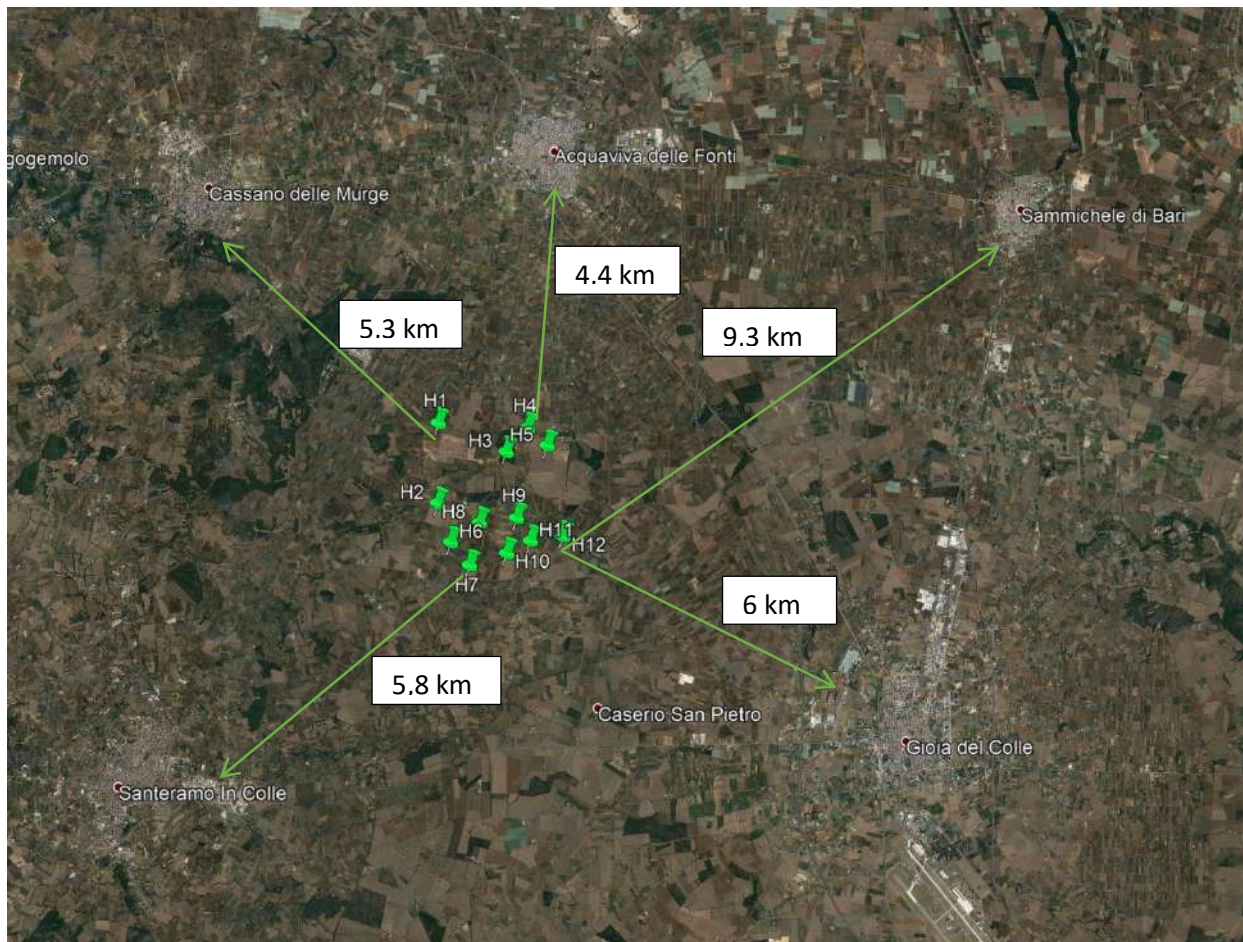 Acquaviva delle Fonti
gogemolo
Cassano delle Murge
Sammichele di Bari
4.4 km
5.3 km
9.3 km
H1
H4
H3
H5
H2
H9
H8
H6
H11
H12
H10
H7
6 km
5.8 km
Caserio San Pietro
Gioia del Colle
Santeramo In Colle